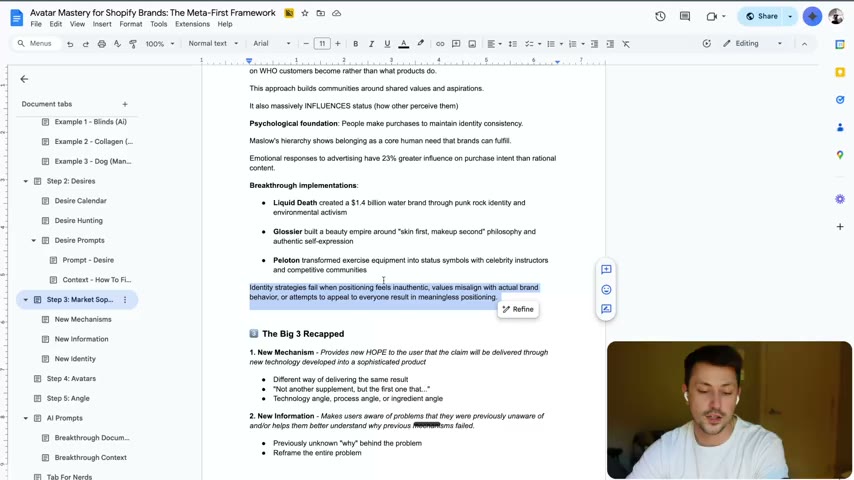 Avatar Mastery for Shopify Brands: The Meta-First Framework
File Edit View Insert Format Tools Extensions Help
Share
Menus
100%
Normal text
Arial
11
Editing
Document tabs
Example 1 - Blinds (Ai)
Example 2 - Collagen (...
Example 3 - Dog (Man...
Step 2: Desires
Desire Calendar
Desire Hunting
Desire Prompts
Prompt - Desire
Context - How To Fi...
Step 3: Market Sop...
New Mechanisms
New Information
New Identity
Step 4: Avatars
Step 5: Angle
AI Prompts
Breakthrough Docum...
Breakthrough Context
Tab For Nerds
on WHO customers become rather than what products do.
This approach builds communities around shared values and aspirations.
It also massively INFLUENCES status (how other perceive them)
Psychological foundation: People make purchases to maintain identity consistency.
Maslow's hierarchy shows belonging as a core human need that brands can fulfill.
Emotional responses to advertising have 23% greater influence on purchase intent than rational
content.
Breakthrough implementations:
● Liquid Death created a $1.4 billion water brand through punk rock identity and
environmental activism
● Glossier built a beauty empire around "skin first, makeup second" philosophy and
authentic self-expression
● Peloton transformed exercise equipment into status symbols with celebrity instructors
and competitive communities
Identity strategies fail when positioning feels inauthentic, values misalign with actual brand
behavior, or attempts to appeal to everyone result in meaningless positioning.
Refine
The Big 3 Recapped
1. New Mechanism - Provides new HOPE to the user that the claim will be delivered through
new technology developed into a sophisticated product
● Different way of delivering the same result
● "Not another supplement, but the first one that..."
● Technology angle, process angle, or ingredient angle
2. New Information - Makes users aware of problems that they were previously unaware of
and/or helps them better understand why previous mechanisms failed.
● Previously unknown "why" behind the problem
● Reframe the entire problem